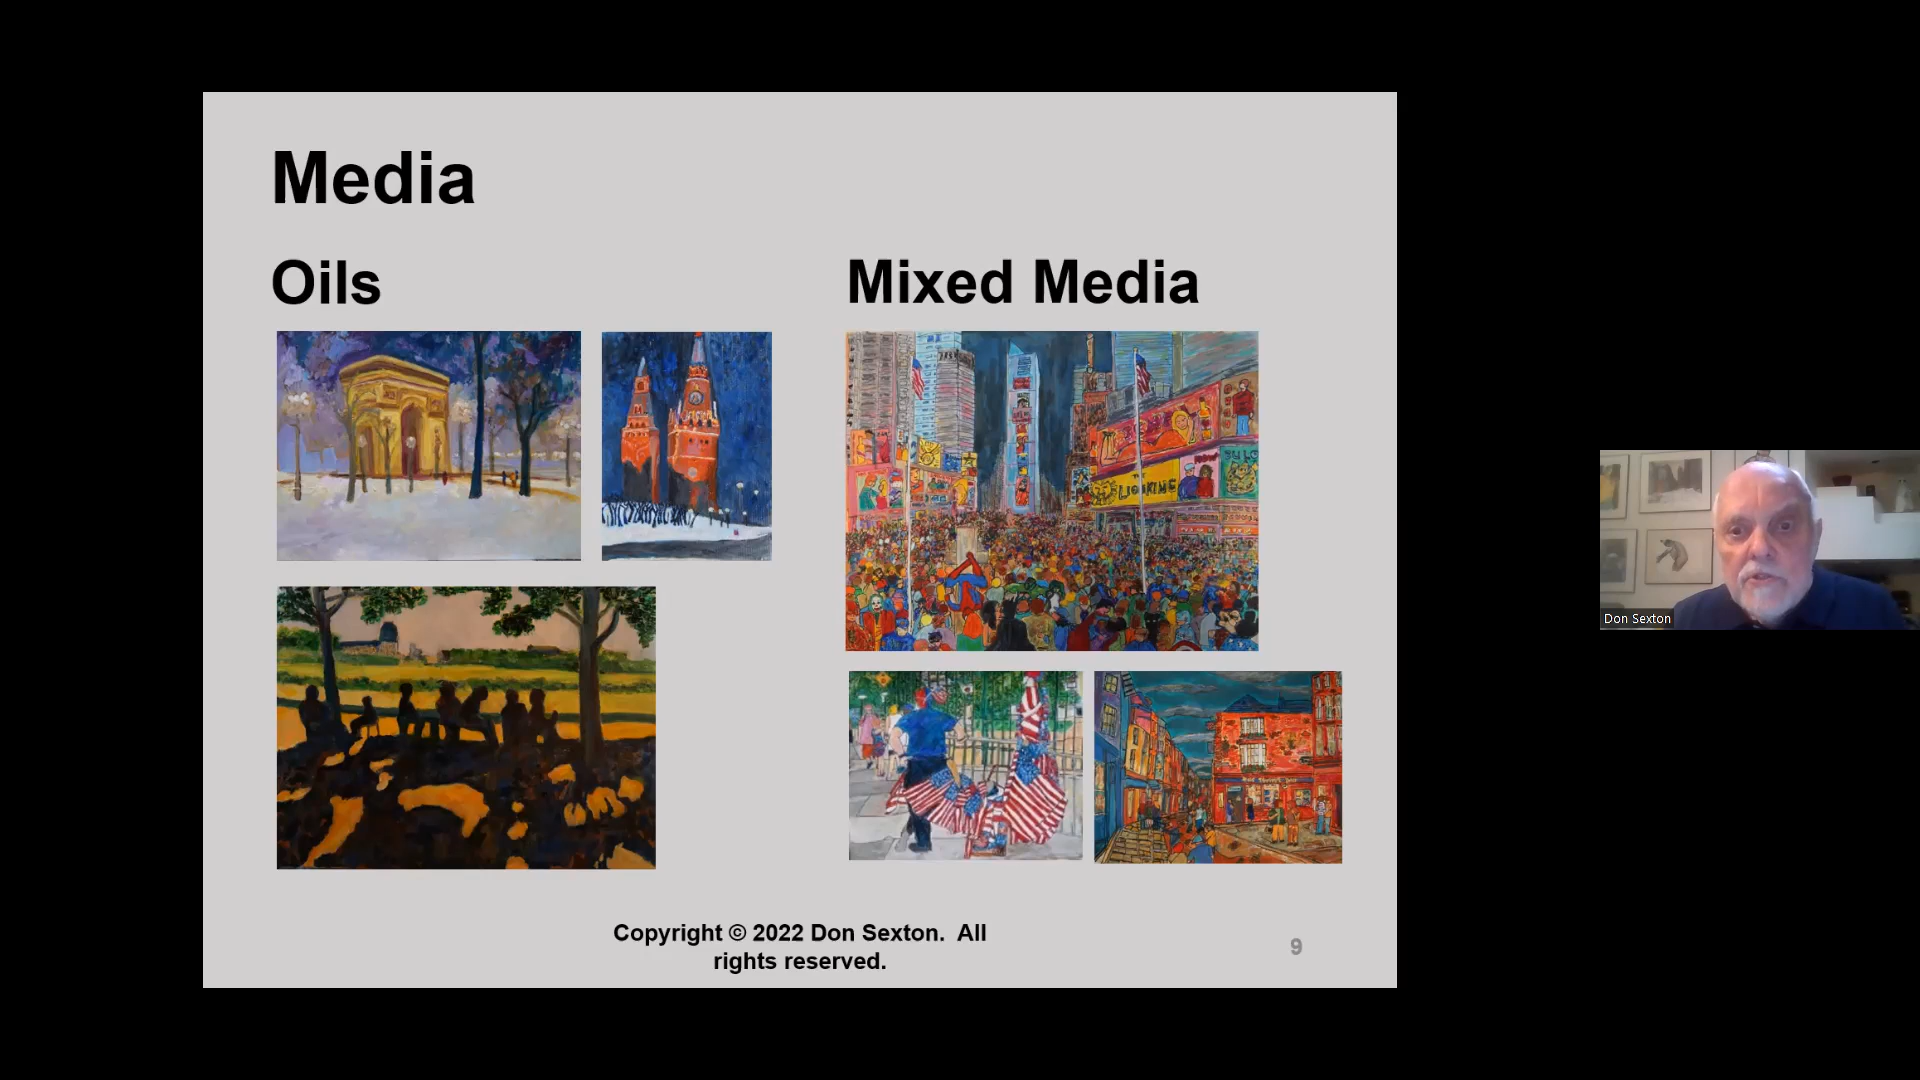 Media
Oils
Mixed Media
Copyright © 2022 Don Sexton. All
rights reserved.
9
Don Sexton